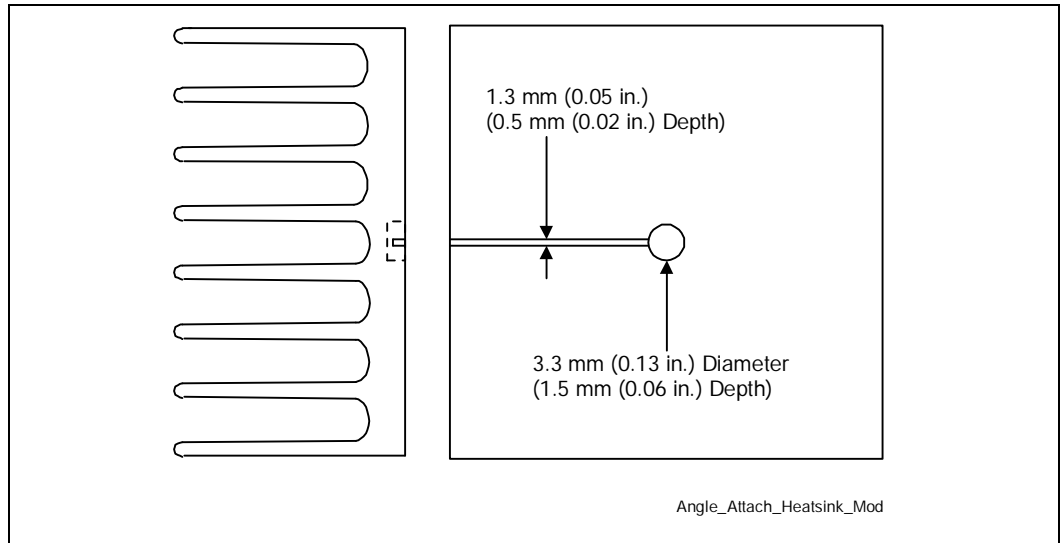 1.3 mm (0.05 in.)
(0.5 mm (0.02 in.) Depth)
3.3 mm (0.13 in.) Diameter
(1.5 mm (0.06 in.) Depth)
Angle_Attach_Heatsink_Mod